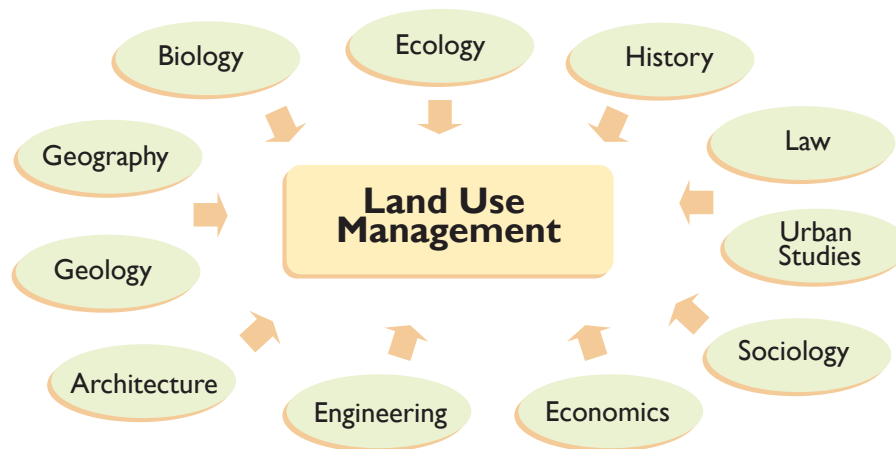 Ecology
Biology
History
Law
Geography
Land Use
Management
Urban
Studies
Geology
Sociology
Architecture
Engineering
Economics